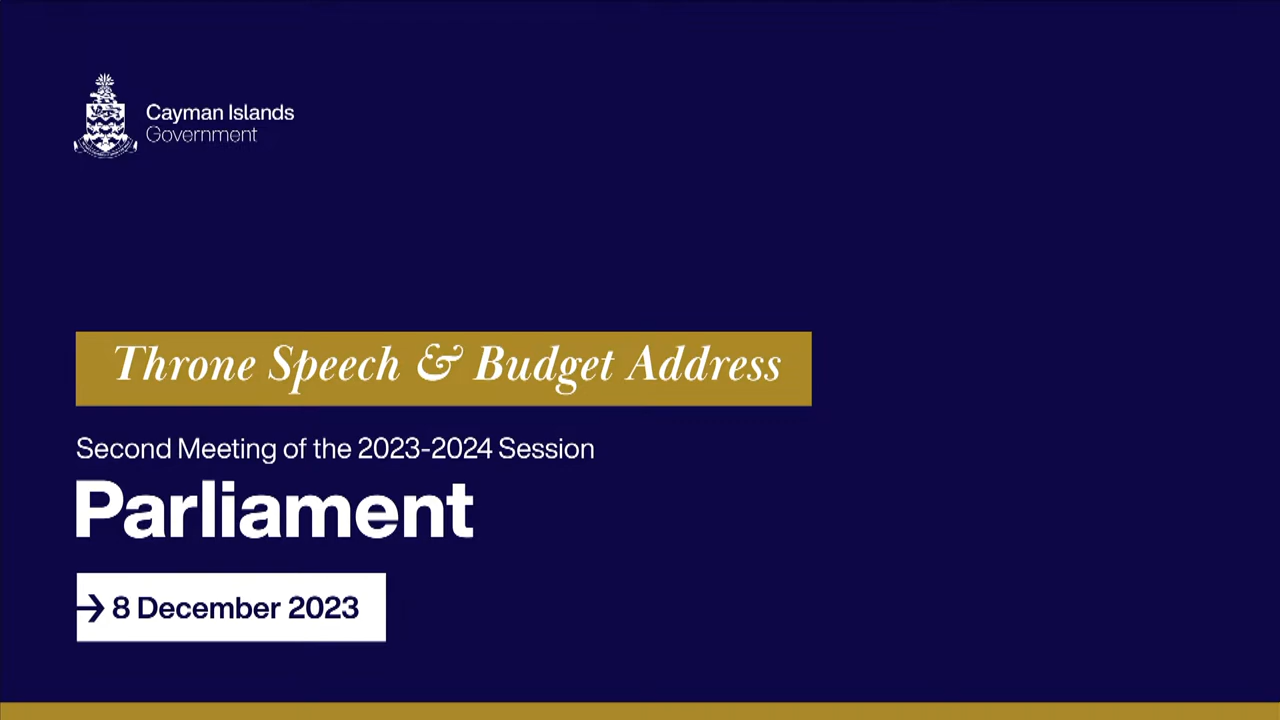 Cayman Islands
Government
Throne Speech & Budget Address
Second Meeting of the 2023-2024 Session
Parliament
→ 8 December 2023